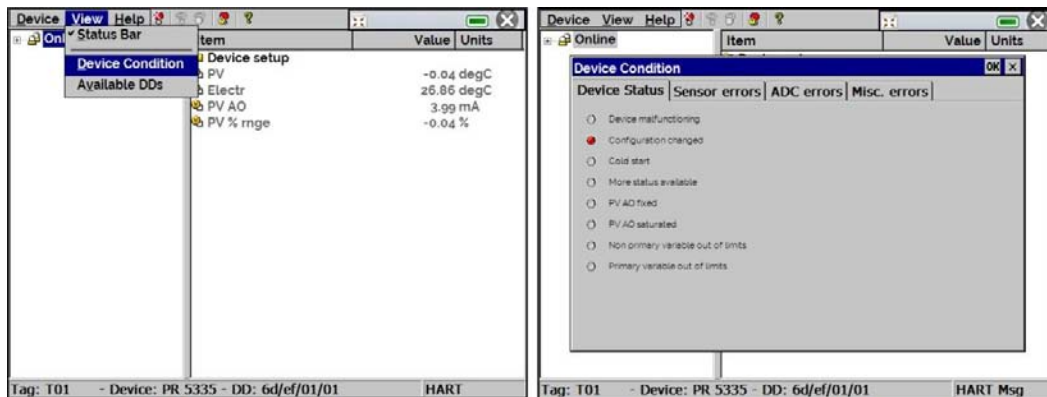 Device View Help
Status Bar
Device Condition
Available DDs
Onl
tem
Value
Units
Device setup
PV
-0.04 degC
Electr
26.86 degC
PV AO
3.99 mA
PV % rnge
-0.04 %
Tag: T01 - Device: PR 5335 - DD: 6d/ef/01/01 HART
Device View Help
Online
Item
Value
Units
Device Condition
OK
Device Status
Sensor errors
ADC errors
Misc. errors
Device malfunctioning
Configuration changed
Cold start
More status available
PV AO fixed
PV AO saturated
Non primary variable out of limits
Primary variable out of limits
Tag: T01 - Device: PR 5335 - DD: 6d/ef/01/01 HART Msg